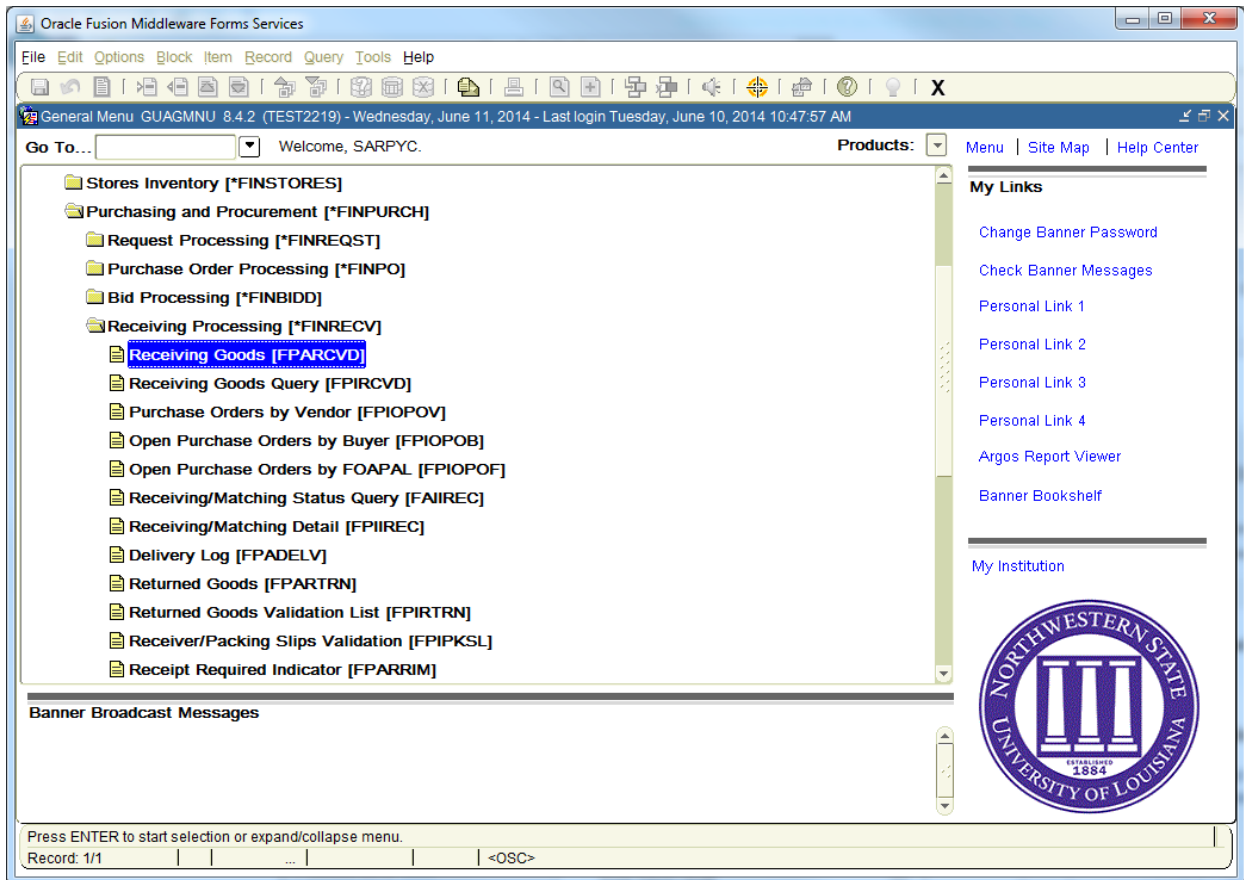 Oracle Fusion Middleware Forms Services
File Edit Options Block Item Record Query Tools Help
X
General Menu GUAGMNU 8.4.2 (TEST2219) - Wednesday, June 11, 2014 - Last login Tuesday, June 10, 2014 10:47:57 AM
Go To... Welcome, SARPYC. Products: Menu | Site Map | Help Center
Stores Inventory [*FINSTORES]
Purchasing and Procurement [*FINPURCH]
Request Processing [*FINREQST]
Purchase Order Processing [*FINPO]
Bid Processing [*FINBIDD]
Receiving Processing [*FINRECV]
Receiving Goods [FPARCVD]
Receiving Goods Query [FPIRCVD]
Purchase Orders by Vendor [FPIOPOV]
Open Purchase Orders by Buyer [FPIOPOB]
Open Purchase Orders by FOAPAL [FPIOPOF]
Receiving/Matching Status Query [FAIIREC]
Receiving/Matching Detail [FPIIREC]
Delivery Log [FPADELV]
Returned Goods [FPARTRN]
Returned Goods Validation List [FPIRTRN]
Receiver/Packing Slips Validation [FPIPKSL]
Receipt Required Indicator [FPARRIM]
My Links
Change Banner Password
Check Banner Messages
Personal Link 1
Personal Link 2
Personal Link 3
Personal Link 4
Argos Report Viewer
Banner Bookshelf
My Institution
NORTHWESTERN STATE
UNIVERSITY OF LOUISIANA
ESTABLISHED
1884
Banner Broadcast Messages
Press ENTER to start selection or expand/collapse menu.
Record: 1/1 | | ... | | | <OSC>